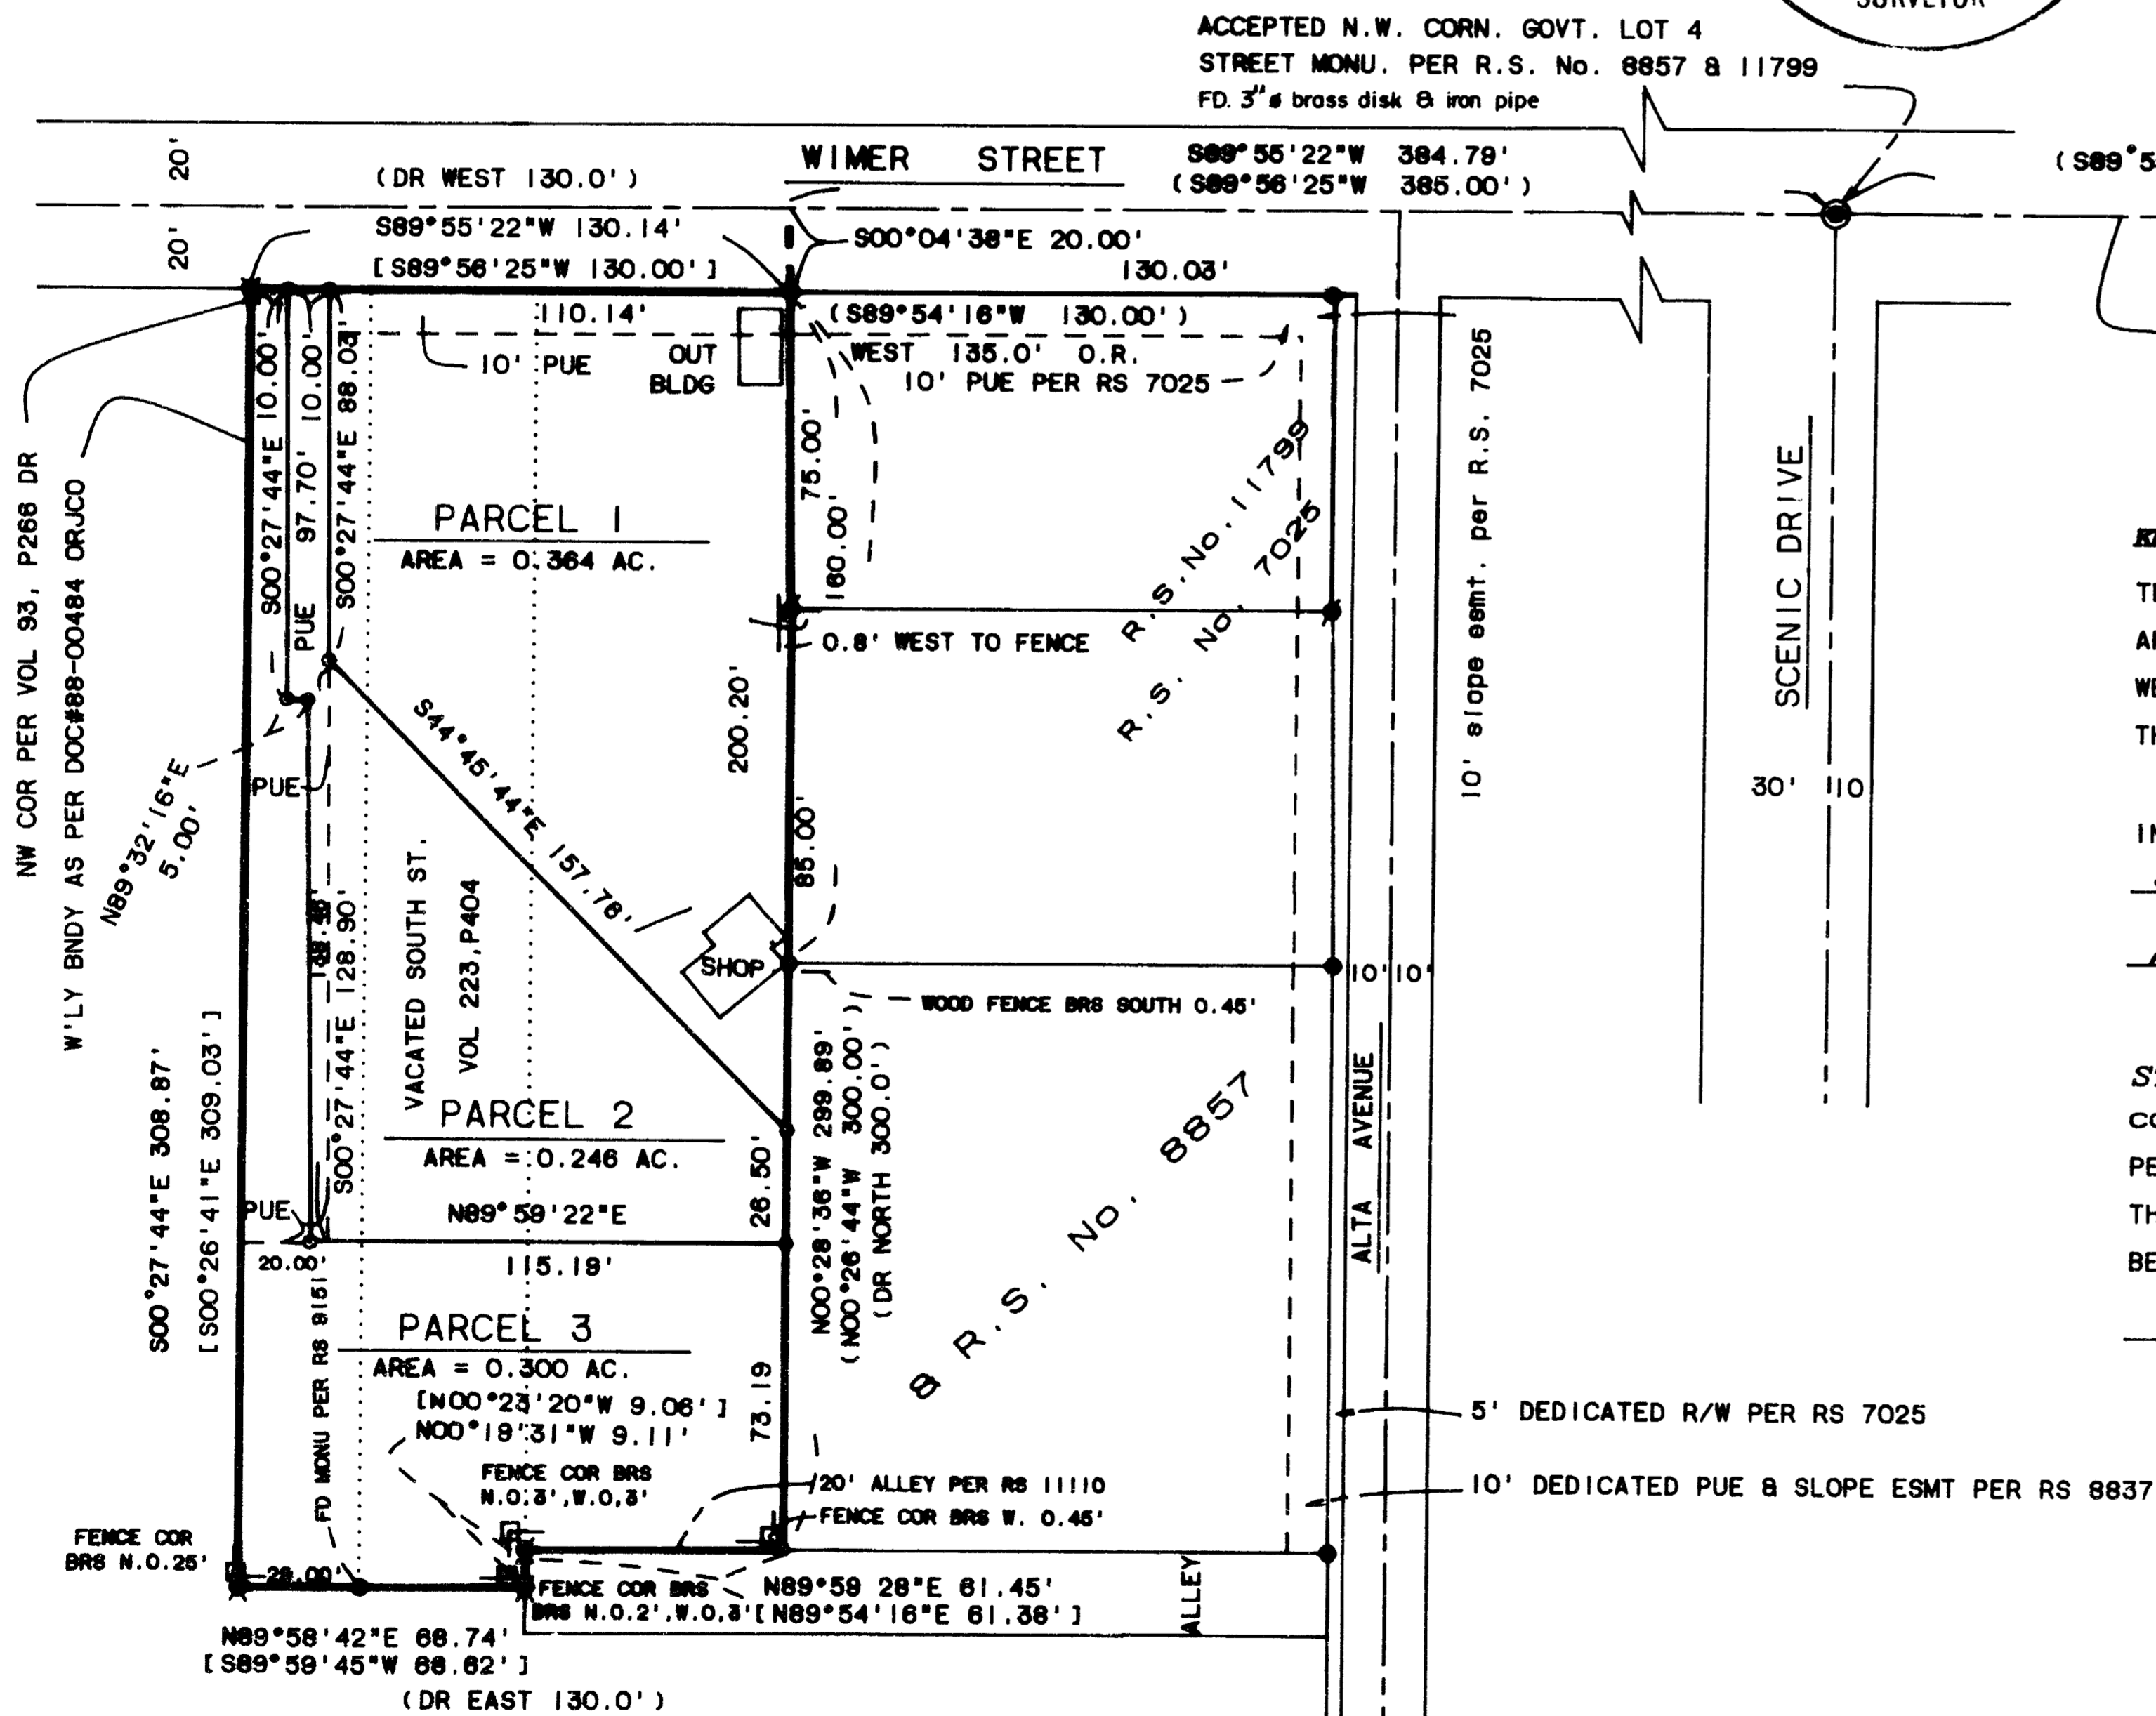 SURVEYOR
ACCEPTED N.W. CORN. GOVT. LOT 4
STREET MONU. PER R.S. No. 8857 & 11799
FD. 3"ø brass disk & iron pipe
20'
(DR WEST 130.0')
WIMER STREET
S89°55'22"W 384.79'
(S89°56'25"W 385.00')
(S89°5
20'
S89°55'22"W 130.14'
[S89°56'25"W 130.00']
S00°04'38"E 20.00'
130.03'
110.14'
(S89°54'16"W 130.00')
10' PUE
OUT
BLDG
WEST 135.0' O.R.
10' PUE PER RS 7025
10.00'
10.00'
S00°27'44"E
97.70'
PUE
S00°27'44"E 88.03'
75.00'
160.00'
PARCEL 1
AREA = 0.364 AC.
R.S. No. 11799
R.S. No. 7025
10' slope esmt. per R.S. 7025
SCENIC DRIVE
30' 10
NW COR PER VOL 93, P266 DR
W'LY BNDY AS PER DOC#88-00484 ORJCO
0.8' WEST TO FENCE
200.20'
S44°45'44"E 157.78'
N89°32'16"E
5.00'
PUE
85.00'
VACATED SOUTH ST.
VOL 223,P404
SHOP
S00°27'44"E 128.90'
10' 10'
WOOD FENCE BRS SOUTH 0.45'
S00°27'44"E 308.87'
[S00°26'41"E 309.03']
PARCEL 2
AREA = 0.246 AC.
N00°28'36"W 299.89'
(N00°26'44"W 300.00')
(DR NORTH 300.0')
& R.S. No. 8857
ALTA AVENUE
26.50'
PUE
N89°59'22"E
20.00'
115.19'
PARCEL 3
AREA = 0.300 AC.
FD MONU PER RS 9151
73.19
[N00°23'20"W 9.06']
N00°19'31"W 9.11'
5' DEDICATED R/W PER RS 7025
FENCE COR BRS
N.0.3',W.0.3'
20' ALLEY PER RS 11110
10' DEDICATED PUE & SLOPE ESMT PER RS 8837
FENCE COR BRS W. 0.45'
FENCE COR
BRS N.0.25'
FENCE COR BRS
BRS N.0.2',W.0.3'
N89°59 28"E 61.45'
[N89°54'16"E 61.38']
ALLEY
N89°58'42"E 68.74'
[S89°59'45"W 68.62']
(DR EAST 130.0')